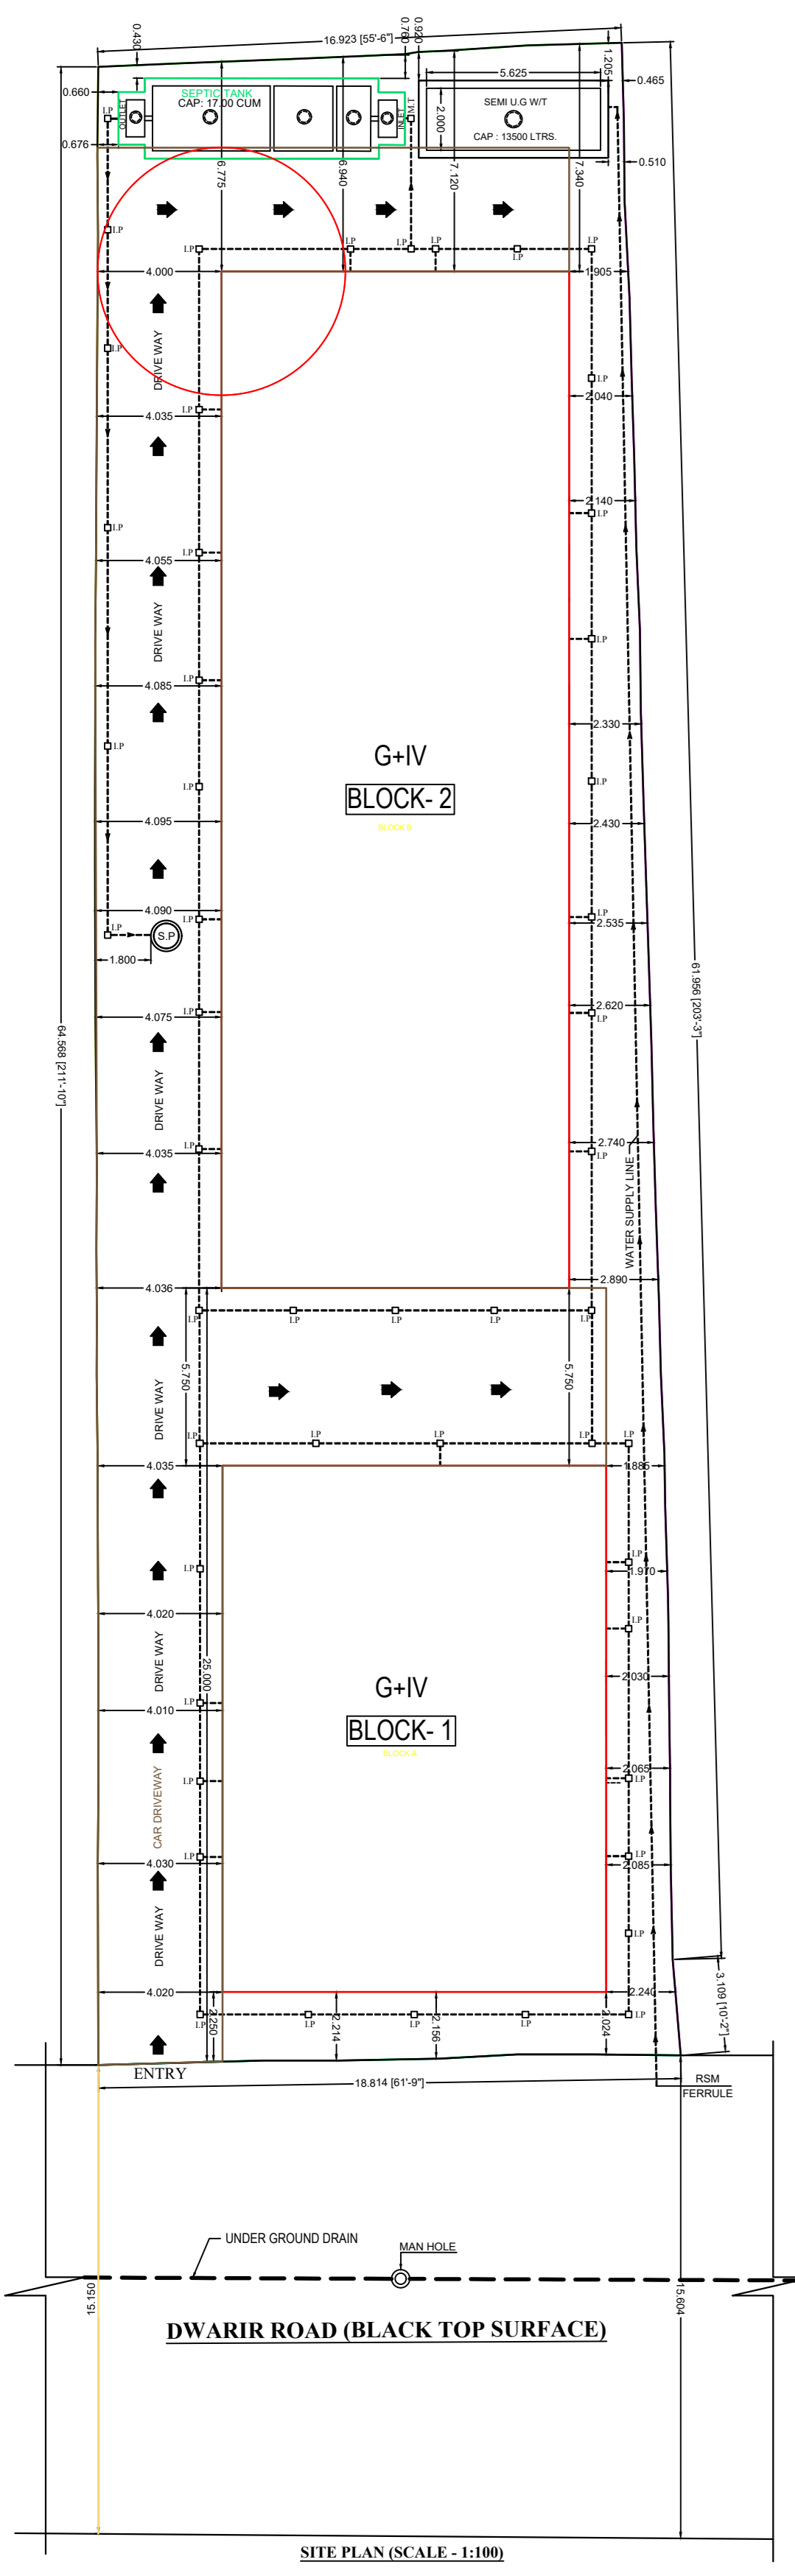 16.923 [55'-6"]
0.430
0.760
0.920
1.205
5.625
0.465
0.660
SEPTIC TANK
CAP: 17.00 CUM
SEMI U.G W/T
2.000
I.P
OUTLET
INLET
I.M.T
CAP : 13500 LTRS.
0.676
0.510
6.775
6.940
7.120
7.340
I.P
I.P
I.P
I.P
I.P
I.P
I.P
4.000
1.905
DRIVE WAY
I.P
I.P
2.040
I.P
4.035
2.140
I.P
I.P
I.P
4.055
DRIVE WAY
I.P
I.P
4.085
2.330
I.P
G+IV
I.P
BLOCK- 2
4.095
2.430
BLOCK B
4.090
I.P
I.P
2.535
I.P
S.P
1.800
61.956 [203'-3"]
2.620
4.075
I.P
I.P
64.568 [211'-10"]
DRIVE WAY
2.740
4.035
I.P
I.P
WATER SUPPLY LINE
2.890
4.036
I.P
I.P
I.P
I.P
I.P
5.750
5.750
DRIVE WAY
I.P
I.P
I.P
I.P
I.P
4.035
1.885
I.P
I.P
1.970
4.020
I.P
DRIVE WAY
25.000
2.030
G+IV
I.P
4.010
BLOCK- 1
BLOCK A
2.065
I.P
I.P
CAR DRIVEWAY
I.P
I.P
4.030
2.085
DRIVE WAY
I.P
4.020
2.240
3.109 [10'-2"]
I.P
I.P
I.P
I.P
I.P
2.250
2.214
2.156
2.024
ENTRY
18.814 [61'-9"]
RSM
FERRULE
UNDER GROUND DRAIN
MAN HOLE
15.150
15.604
DWARIR ROAD (BLACK TOP SURFACE)
SITE PLAN (SCALE - 1:100)